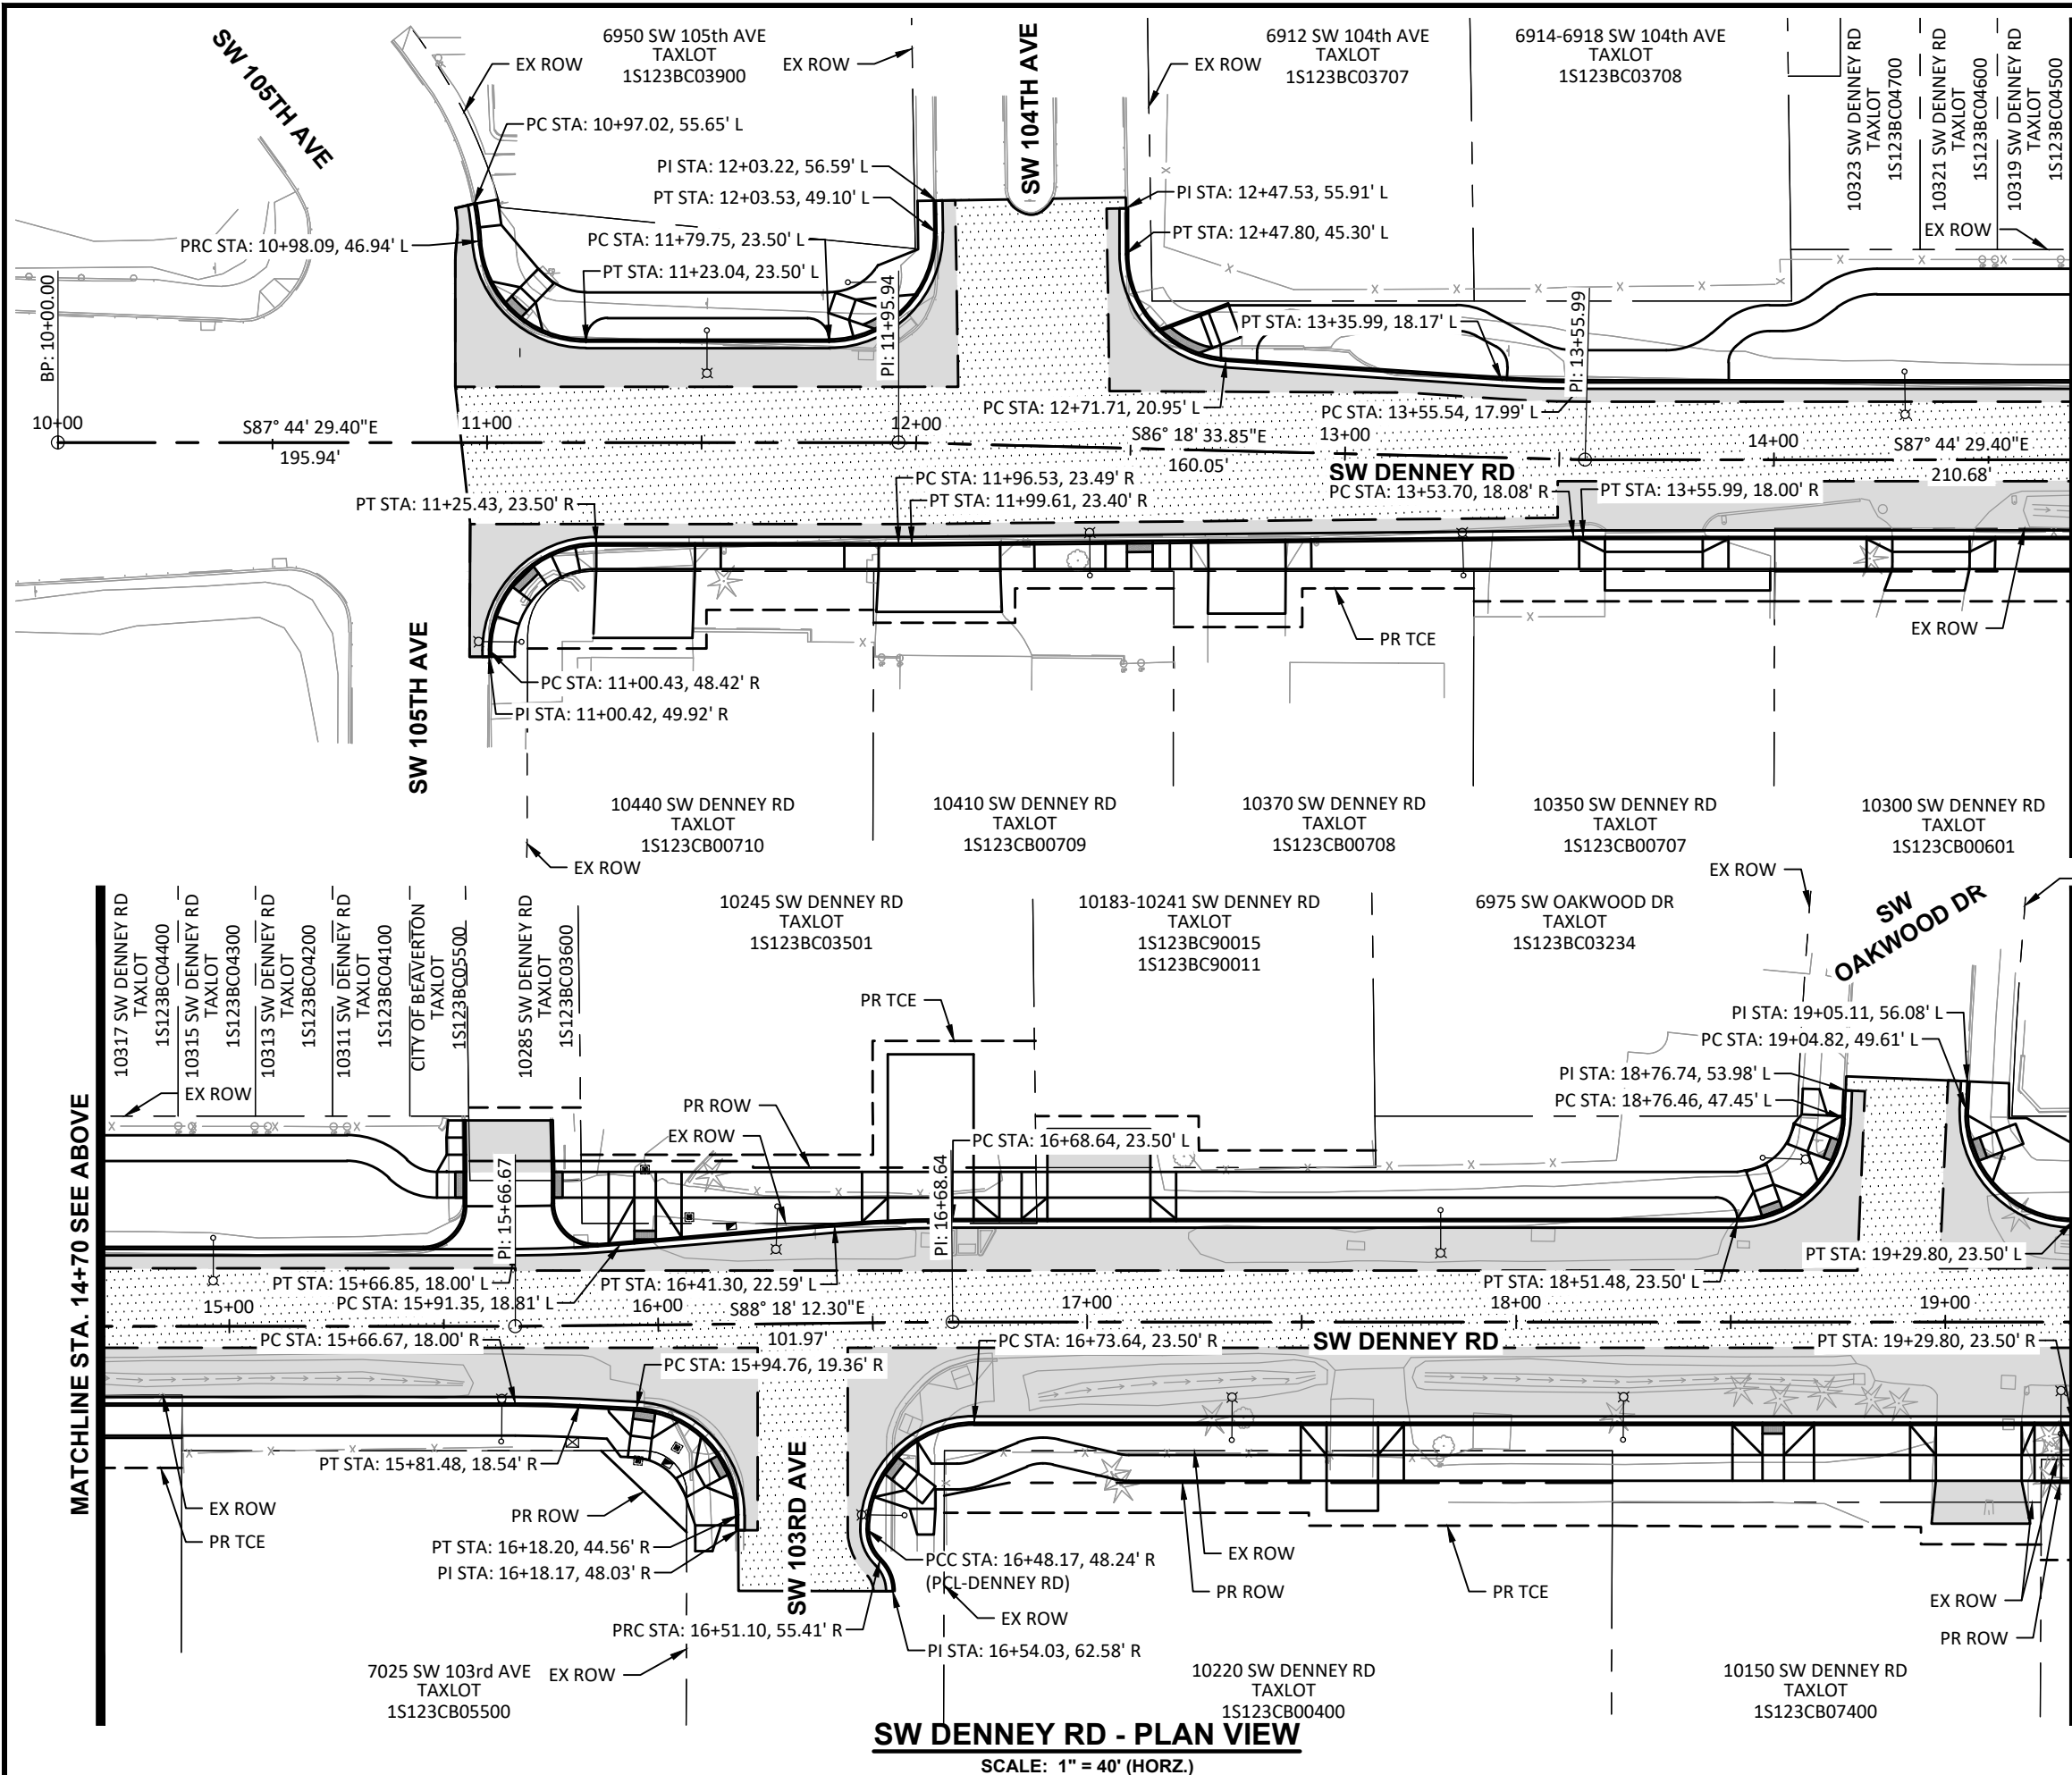 SW 105TH AVE
6950 SW 105th AVE
TAXLOT
1S123BC03900
EX ROW
EX ROW
SW 104TH AVE
EX ROW
6912 SW 104th AVE
TAXLOT
1S123BC03707
6914-6918 SW 104th AVE
TAXLOT
1S123BC03708
10323 SW DENNEY RD
TAXLOT
1S123BC04700
10321 SW DENNEY RD
TAXLOT
1S123BC04600
10319 SW DENNEY RD
TAXLOT
1S123BC04500
EX ROW
PC STA: 10+97.02, 55.65' L
PI STA: 12+03.22, 56.59' L
PT STA: 12+03.53, 49.10' L
PRC STA: 10+98.09, 46.94' L
PC STA: 11+79.75, 23.50' L
PT STA: 11+23.04, 23.50' L
PI STA: 12+47.53, 55.91' L
PT STA: 12+47.80, 45.30' L
BP: 10+00.00
PI: 11+95.94
PT STA: 13+35.99, 18.17' L
PI: 13+55.99
PC STA: 12+71.71, 20.95' L
PC STA: 13+55.54, 17.99' L
10+00
S87° 44' 29.40"E
195.94'
11+00
12+00
S86° 18' 33.85"E
160.05'
13+00
14+00
S87° 44' 29.40"E
210.68'
SW DENNEY RD
PC STA: 11+96.53, 23.49' R
PT STA: 11+99.61, 23.40' R
PT STA: 11+25.43, 23.50' R
PC STA: 13+53.70, 18.08' R
PT STA: 13+55.99, 18.00' R
PR TCE
EX ROW
SW 105TH AVE
PC STA: 11+00.43, 48.42' R
PI STA: 11+00.42, 49.92' R
10440 SW DENNEY RD
TAXLOT
1S123CB00710
10410 SW DENNEY RD
TAXLOT
1S123CB00709
10370 SW DENNEY RD
TAXLOT
1S123CB00708
10350 SW DENNEY RD
TAXLOT
1S123CB00707
10300 SW DENNEY RD
TAXLOT
1S123CB00601
EX ROW
EX ROW
10317 SW DENNEY RD
TAXLOT
1S123BC04400
10315 SW DENNEY RD
TAXLOT
1S123BC04300
10313 SW DENNEY RD
TAXLOT
1S123BC04200
10311 SW DENNEY RD
TAXLOT
1S123BC04100
CITY OF BEAVERTON
TAXLOT
1S123BC05500
10285 SW DENNEY RD
TAXLOT
1S123BC03600
10245 SW DENNEY RD
TAXLOT
1S123BC03501
10183-10241 SW DENNEY RD
TAXLOT
1S123BC90015
1S123BC90011
6975 SW OAKWOOD DR
TAXLOT
1S123BC03234
SW
OAKWOOD DR
PR TCE
PI STA: 19+05.11, 56.08' L
PC STA: 19+04.82, 49.61' L
PI STA: 18+76.74, 53.98' L
PC STA: 18+76.46, 47.45' L
EX ROW
PR ROW
EX ROW
PC STA: 16+68.64, 23.50' L
PI: 15+66.67
PI: 16+68.64
PT STA: 15+66.85, 18.00' L
PC STA: 15+91.35, 18.81' L
PT STA: 16+41.30, 22.59' L
PT STA: 18+51.48, 23.50' L
PT STA: 19+29.80, 23.50' L
15+00
16+00
S88° 18' 12.30"E
101.97'
17+00
18+00
19+00
SW DENNEY RD
PC STA: 15+66.67, 18.00' R
PC STA: 15+94.76, 19.36' R
PC STA: 16+73.64, 23.50' R
PT STA: 19+29.80, 23.50' R
MATCHLINE STA. 14+70 SEE ABOVE
PT STA: 15+81.48, 18.54' R
EX ROW
PR TCE
PR ROW
PT STA: 16+18.20, 44.56' R
PI STA: 16+18.17, 48.03' R
SW 103RD AVE
PCC STA: 16+48.17, 48.24' R
(PCL-DENNEY RD)
EX ROW
PRC STA: 16+51.10, 55.41' R
PI STA: 16+54.03, 62.58' R
EX ROW
PR ROW
PR TCE
EX ROW
PR ROW
7025 SW 103rd AVE
TAXLOT
1S123CB05500
EX ROW
10220 SW DENNEY RD
TAXLOT
1S123CB00400
10150 SW DENNEY RD
TAXLOT
1S123CB07400
SW DENNEY RD - PLAN VIEW
SCALE: 1" = 40' (HORZ.)